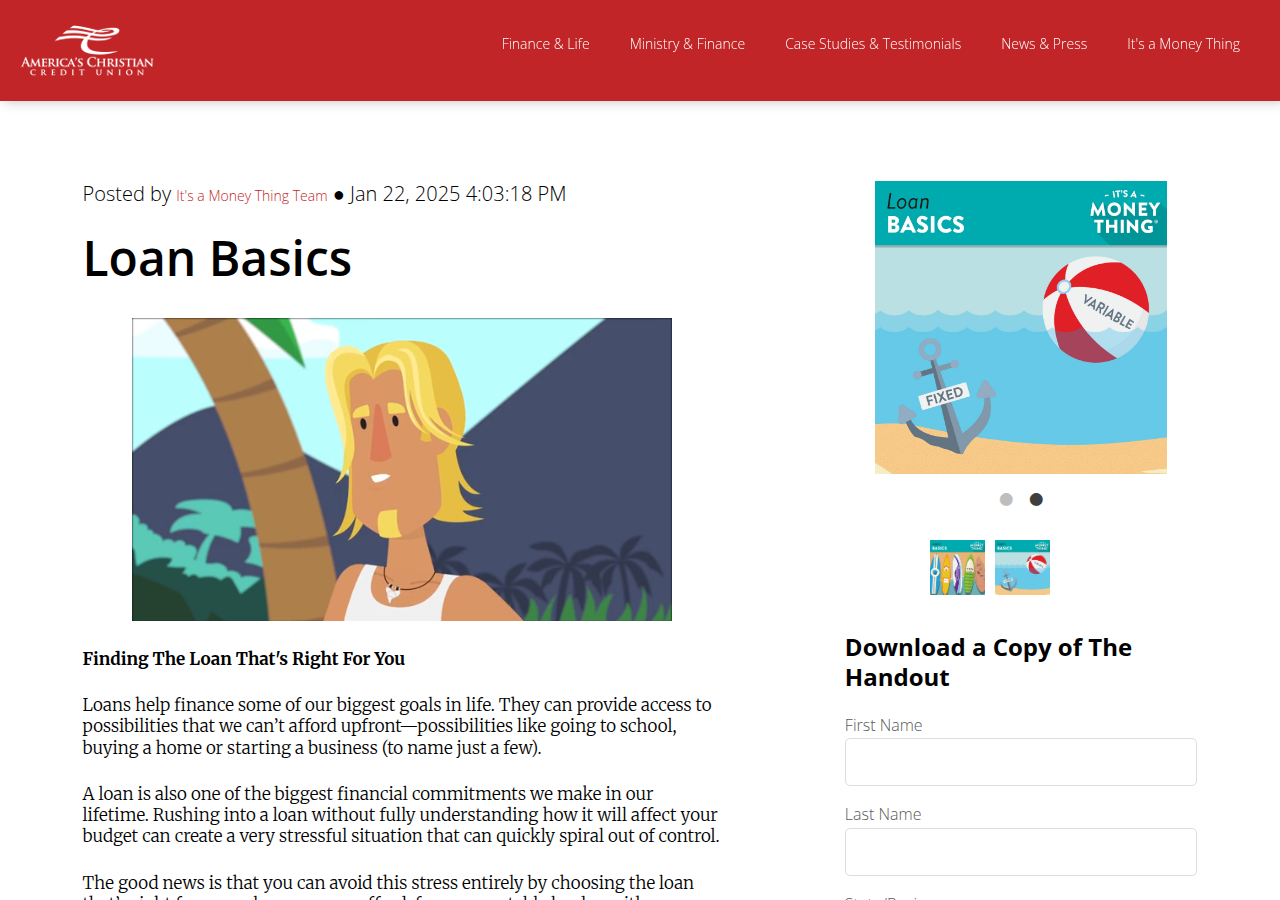 AMERICA'S CHRISTIAN
CREDIT UNION
Finance & Life
Ministry & Finance
Case Studies & Testimonials
News & Press
It's a Money Thing
Posted by It's a Money Thing Team ● Jan 22, 2025 4:03:18 PM
Loan Basics
Finding The Loan That's Right For You
Loans help finance some of our biggest goals in life. They can provide access to
possibilities that we can’t afford upfront—possibilities like going to school,
buying a home or starting a business (to name just a few).
A loan is also one of the biggest financial commitments we make in our
lifetime. Rushing into a loan without fully understanding how it will affect your
budget can create a very stressful situation that can quickly spiral out of control.
The good news is that you can avoid this stress entirely by choosing the loan
Loan
BASICS
- IT'S A -
MONEY
THING®
VARIABLE
FIXED
Download a Copy of The
Handout
First Name
Last Name